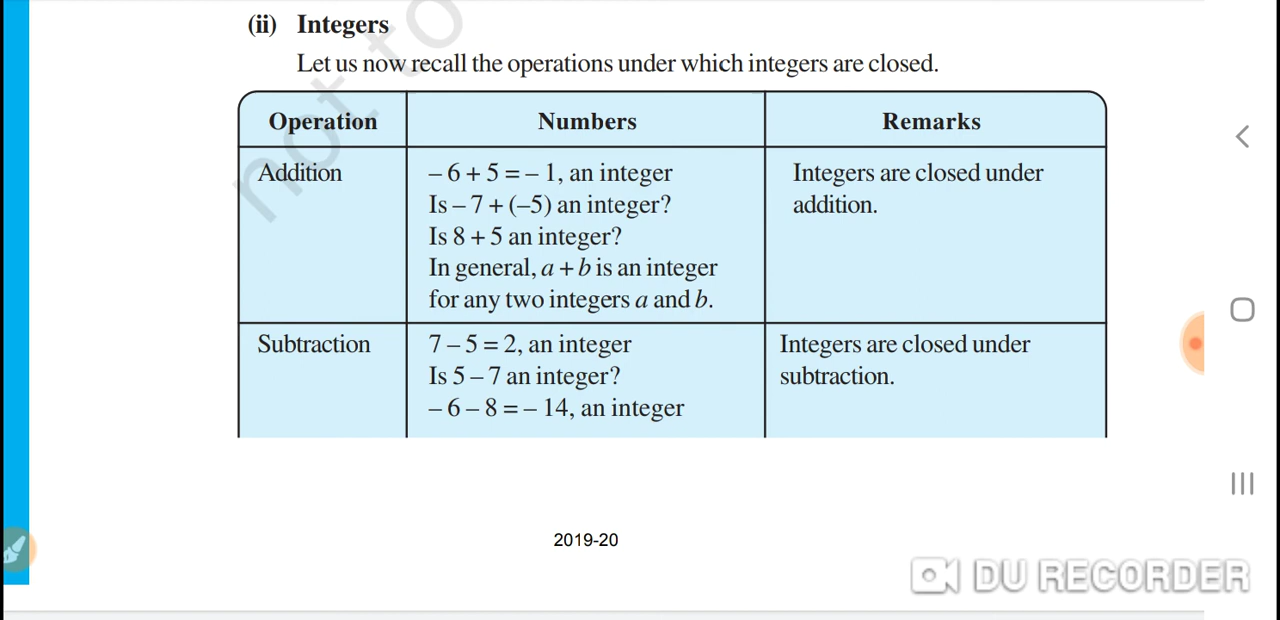 (ii) Integers
Let us now recall the operations under which integers are closed.
Operation Numbers Remarks
Addition
– 6 + 5 = – 1, an integer
Is – 7 + (–5) an integer?
Is 8 + 5 an integer?
In general, a + b is an integer
for any two integers a and b.
Integers are closed under
addition.
Subtraction
7 – 5 = 2, an integer
Is 5 – 7 an integer?
– 6 – 8 = – 14, an integer
Integers are closed under
subtraction.
not to
2019-20
DU RECORDER